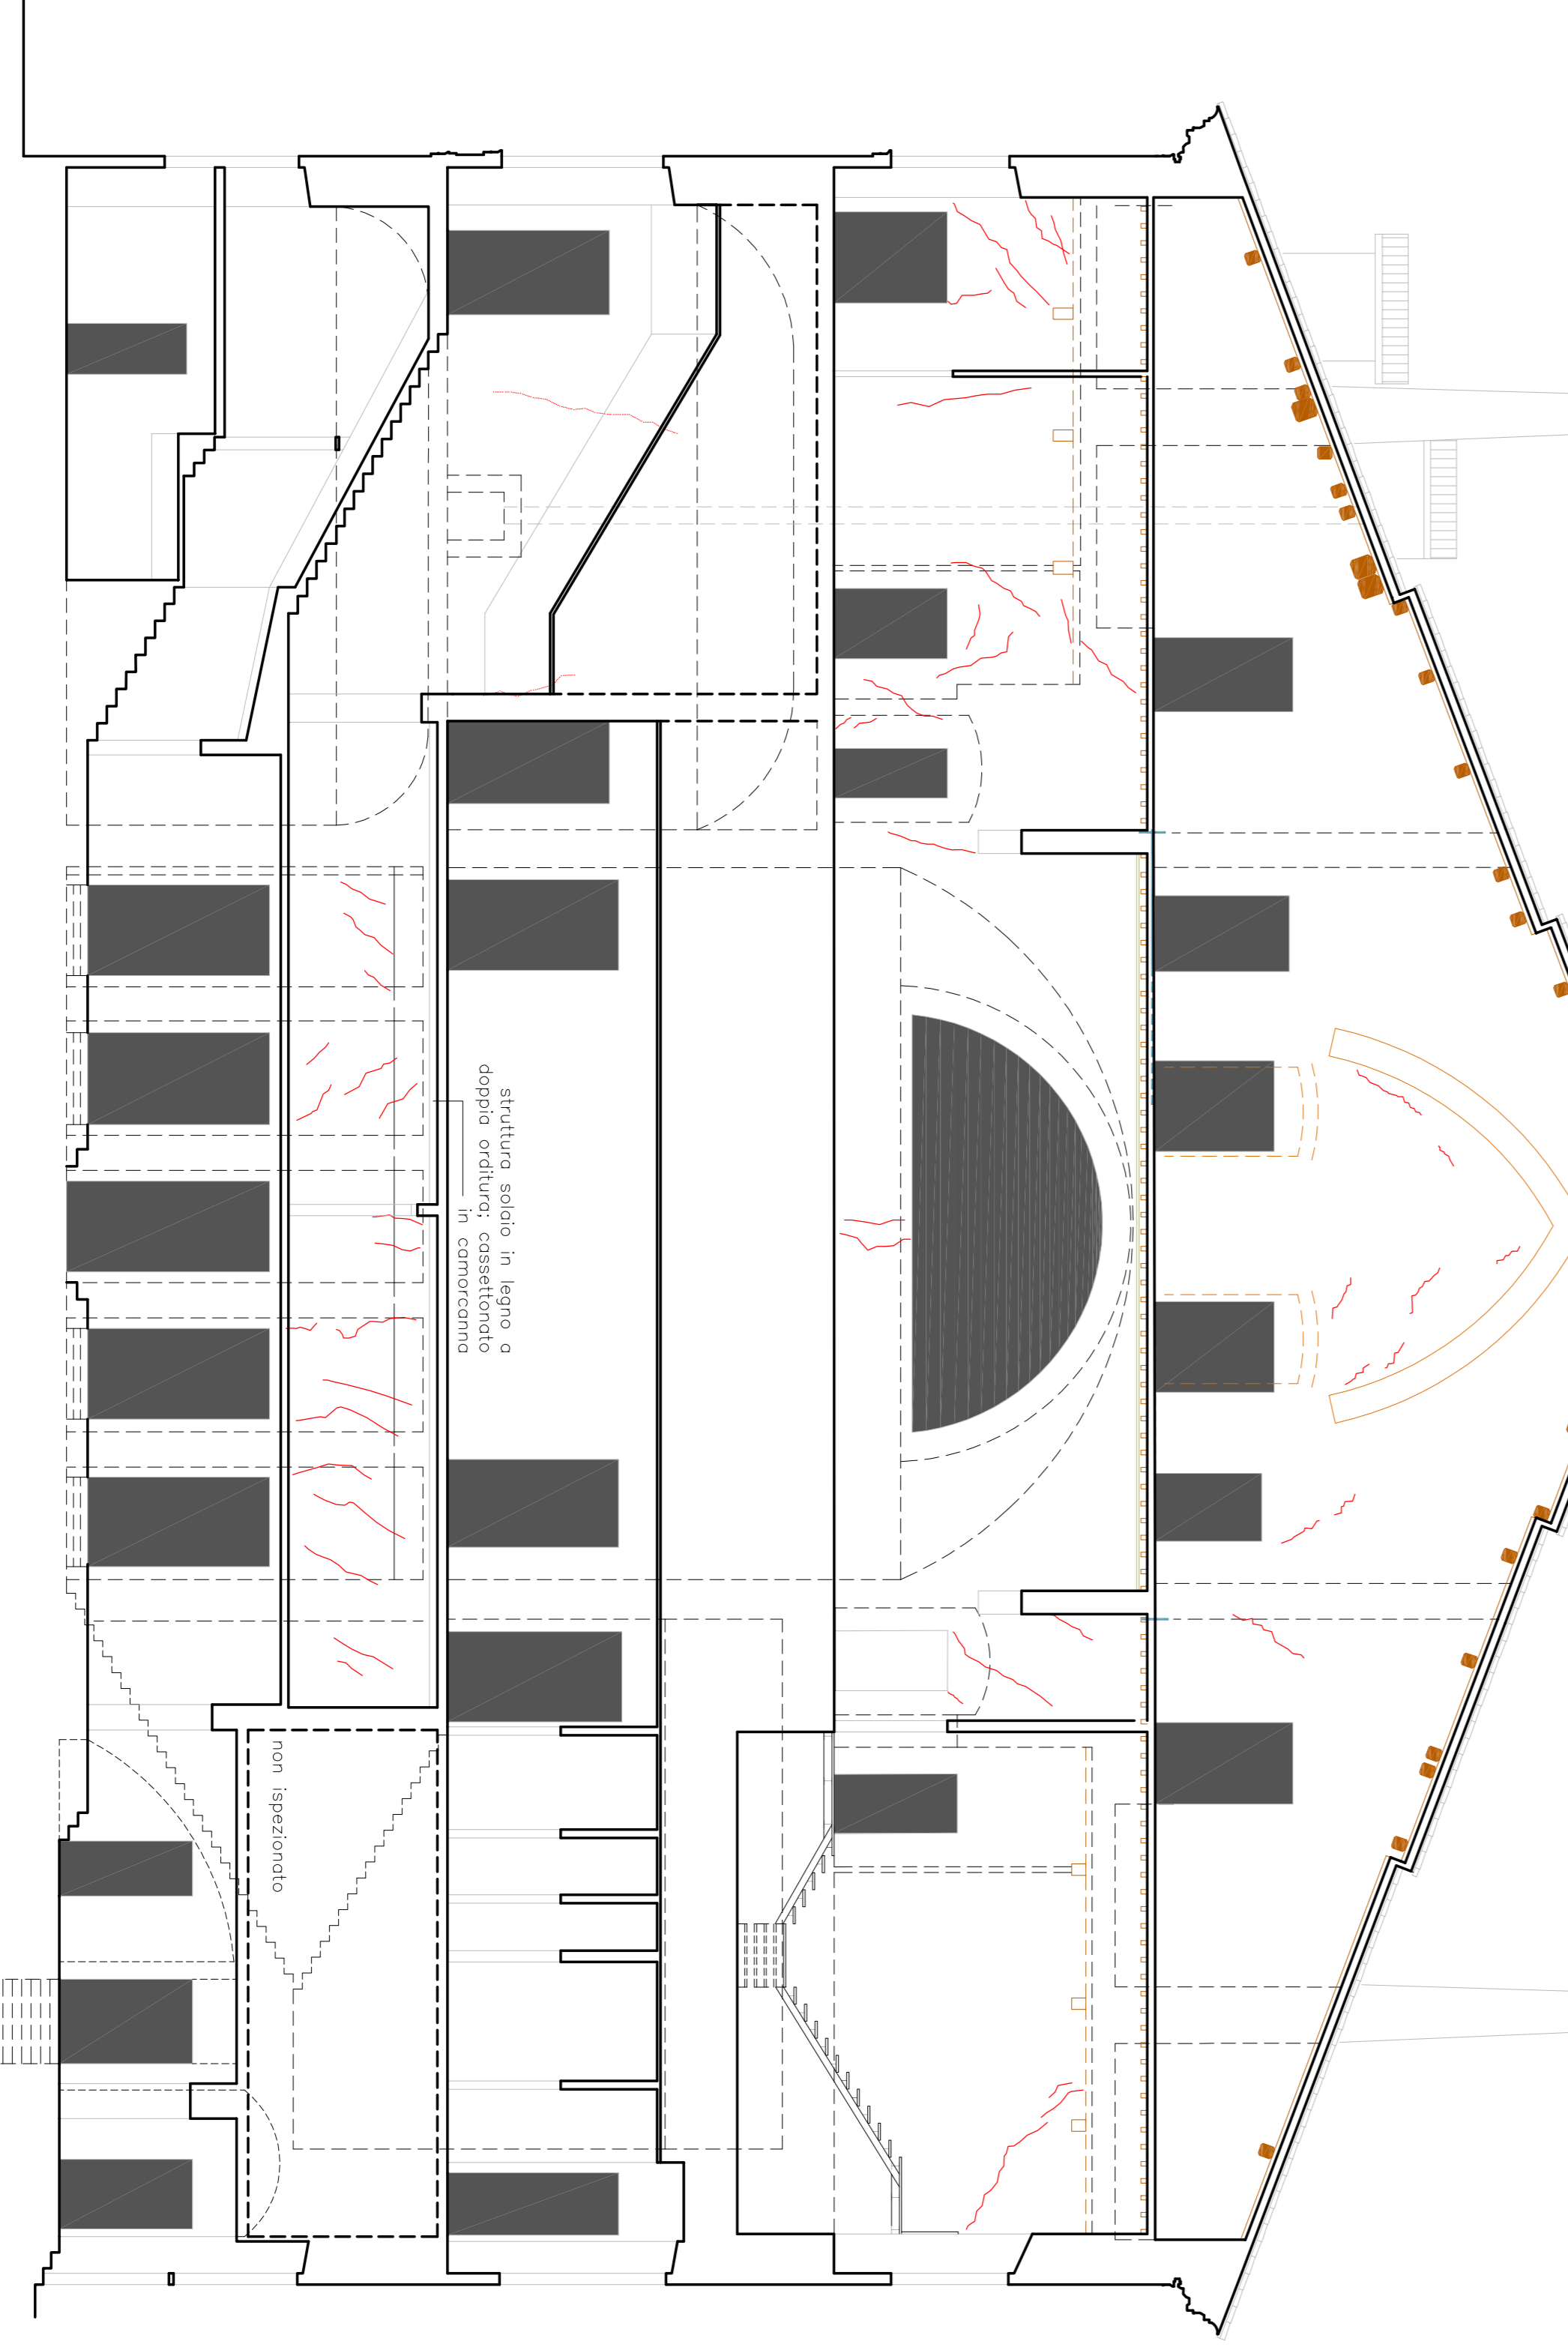 struttura solaio in legno a
doppia orditura; cassettonato
in camorcanna
non ispezionato